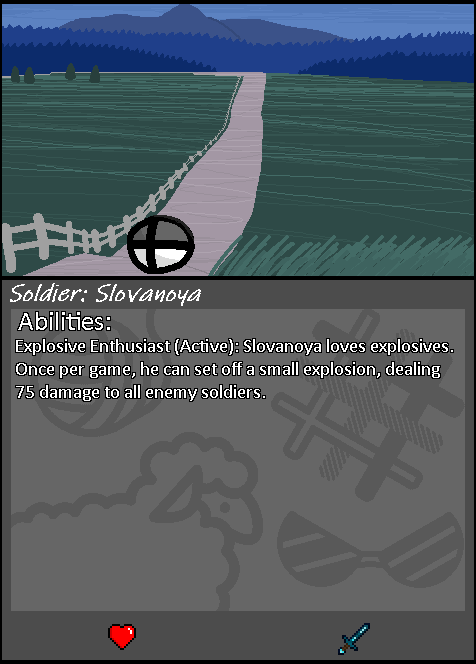 Soldier: Slovanoya
Abilities:
Explosive Enthusiast (Active): Slovanoya loves explosives.
Once per game, he can set off a small explosion, dealing
75 damage to all enemy soldiers.